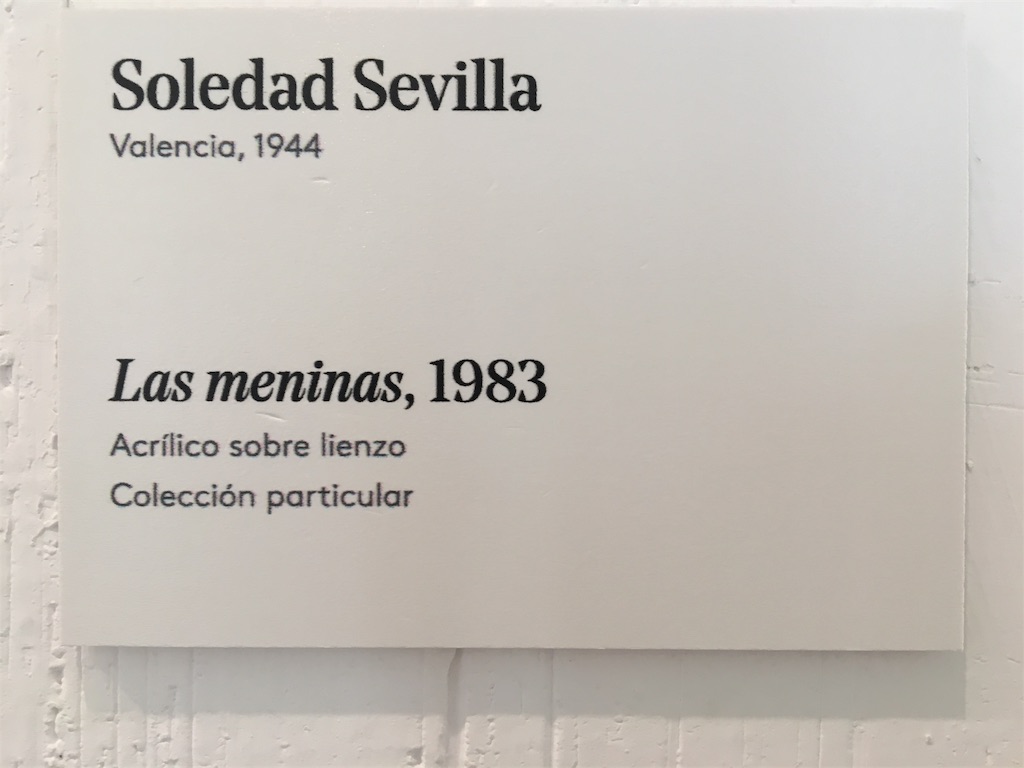 Soledad Sevilla
Valencia, 1944
Las meninas, 1983
Acrílico sobre lienzo
Colección particular